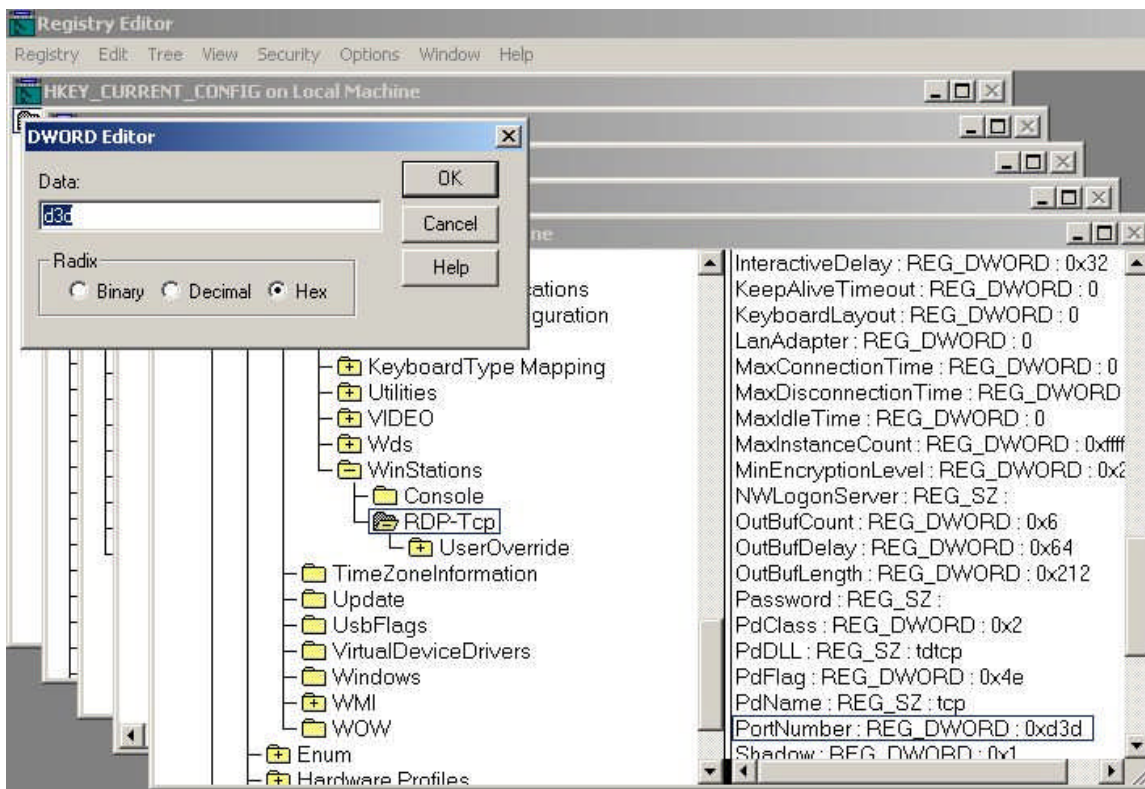 Registry Editor
Registry Edit Tree View Security Options Window Help
HKEY_CURRENT_CONFIG on Local Machine
DWORD Editor
Data:
d3d
OK
Cancel
Help
Radix
Binary Decimal Hex
KeyboardType Mapping
Utilities
VIDEO
Wds
WinStations
Console
RDP-Tcp
UserOverride
TimeZoneInformation
Update
UsbFlags
VirtualDeviceDrivers
Windows
WMI
WOW
Enum
Hardware Profiles
InteractiveDelay : REG_DWORD : 0x32
KeepAliveTimeout : REG_DWORD : 0
KeyboardLayout : REG_DWORD : 0
LanAdapter : REG_DWORD : 0
MaxConnectionTime : REG_DWORD : 0
MaxDisconnectionTime : REG_DWORD
MaxIdleTime : REG_DWORD : 0
MaxInstanceCount : REG_DWORD : 0xffff
MinEncryptionLevel : REG_DWORD : 0x2
NWLogonServer : REG_SZ :
OutBufCount : REG_DWORD : 0x6
OutBufDelay : REG_DWORD : 0x64
OutBufLength : REG_DWORD : 0x212
Password : REG_SZ :
PdClass : REG_DWORD : 0x2
PdDLL : REG_SZ : tdtcp
PdFlag : REG_DWORD : 0x4e
PdName : REG_SZ : tcp
PortNumber : REG_DWORD : 0xd3d
Shadow : REG_DWORD : 0x1